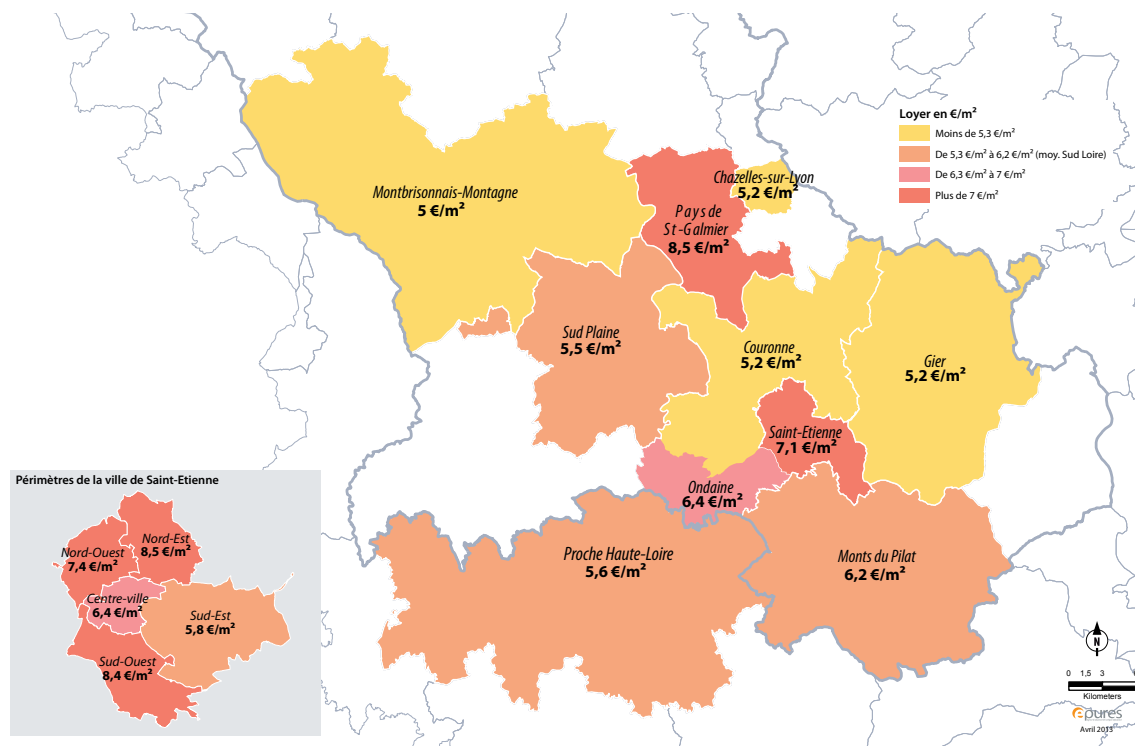 Loyer en €/m²
Moins de 5,3 €/m²
De 5,3 €/m² à 6,2 €/m² (moy. Sud Loire)
De 6,3 €/m² à 7 €/m²
Plus de 7 €/m²
Montbrisonnais-Montagne
5 €/m²
Chazelles-sur-Lyon
5,2 €/m²
Pays de
St-Galmier
8,5 €/m²
Sud Plaine
5,5 €/m²
Couronne
5,2 €/m²
Gier
5,2 €/m²
Saint-Etienne
7,1 €/m²
Ondaine
6,4 €/m²
Proche Haute-Loire
5,6 €/m²
Monts du Pilat
6,2 €/m²
Périmètres de la ville de Saint-Etienne
Nord-Est
8,5 €/m²
Nord-Ouest
7,4 €/m²
Centre-ville
6,4 €/m²
Sud-Est
5,8 €/m²
Sud-Ouest
8,4 €/m²
N
0 1,5 3
Kilometers
epures
Avril 2013